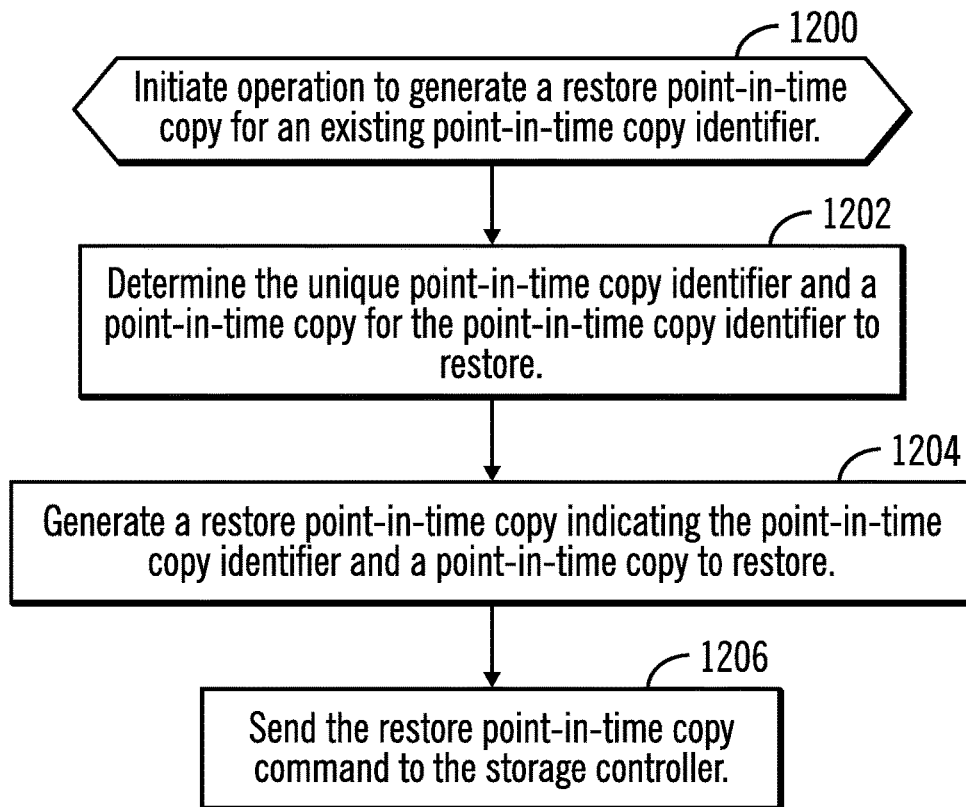 1200
Initiate operation to generate a restore point-in-time
copy for an existing point-in-time copy identifier.
1202
Determine the unique point-in-time copy identifier and a
point-in-time copy for the point-in-time copy identifier to
restore.
1204
Generate a restore point-in-time copy indicating the point-in-time
copy identifier and a point-in-time copy to restore.
1206
Send the restore point-in-time copy
command to the storage controller.